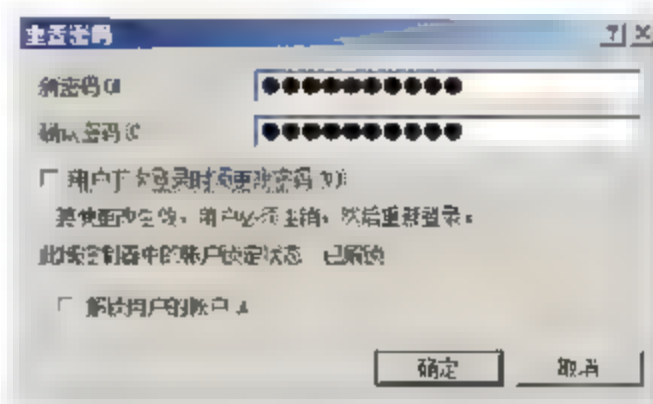 重置密码
新密码(N)
●●●●●●●●●●
确认密码(C)
●●●●●●●●●●
用户下次登录时须更改密码(U)
要使更改生效，用户必须注销，然后重新登录。
此域控制器中的账户锁定状态：已解锁
解锁用户的账户
确定
取消